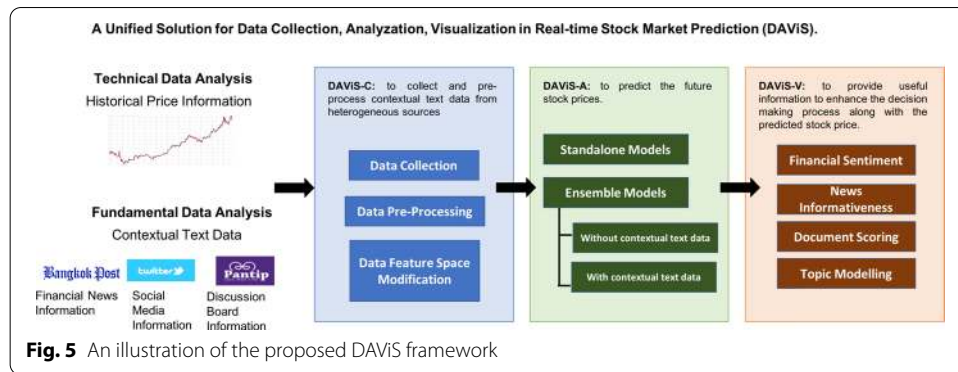 A Unified Solution for Data Collection, Analyzation, Visualization in Real-time Stock Market Prediction (DAViS).
Technical Data Analysis
Historical Price Information
Fundamental Data Analysis
Contextual Text Data
Bangkok Post
twitter
Pantip
Financial News
Information
Social
Media
Information
Discussion
Board
Information
DAViS-C: to collect and pre-
process contextual text data from
heterogeneous sources
Data Collection
Data Pre-Processing
Data Feature Space
Modification
DAViS-A: to predict the future
stock prices.
Standalone Models
Ensemble Models
Without contextual text data
With contextual text data
DAViS-V: to provide useful
information to enhance the decision
making process along with the
predicted stock price.
Financial Sentiment
News
Informativeness
Document Scoring
Topic Modelling
Fig. 5 An illustration of the proposed DAViS framework